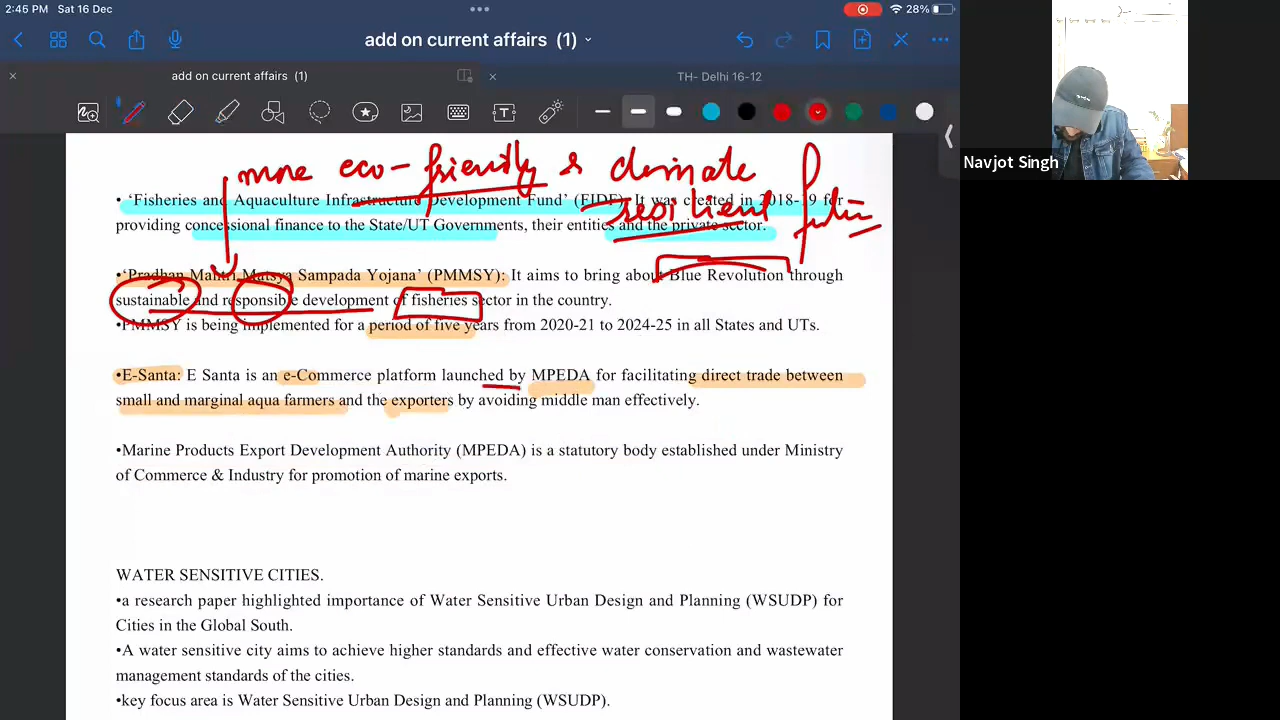 2:46 PM Sat 16 Dec
28%
add on current affairs (1)
add on current affairs (1)
TH- Delhi 16-12
more eco-friendly & climate
resilient
• 'Fisheries and Aquaculture Infrastructure Development Fund' (FIDF): It was created in 2018-19 for
providing concessional finance to the State/UT Governments, their entities and the private sector.
•'Pradhan Mantri Matsya Sampada Yojana' (PMMSY): It aims to bring about Blue Revolution through
sustainable and responsible development of fisheries sector in the country.
•PMMSY is being implemented for a period of five years from 2020-21 to 2024-25 in all States and UTs.
•E-Santa: E Santa is an e-Commerce platform launched by MPEDA for facilitating direct trade between
small and marginal aqua farmers and the exporters by avoiding middle man effectively.
•Marine Products Export Development Authority (MPEDA) is a statutory body established under Ministry
of Commerce & Industry for promotion of marine exports.
WATER SENSITIVE CITIES.
•a research paper highlighted importance of Water Sensitive Urban Design and Planning (WSUDP) for
Cities in the Global South.
•A water sensitive city aims to achieve higher standards and effective water conservation and wastewater
management standards of the cities.
•key focus area is Water Sensitive Urban Design and Planning (WSUDP).
Navjot Singh